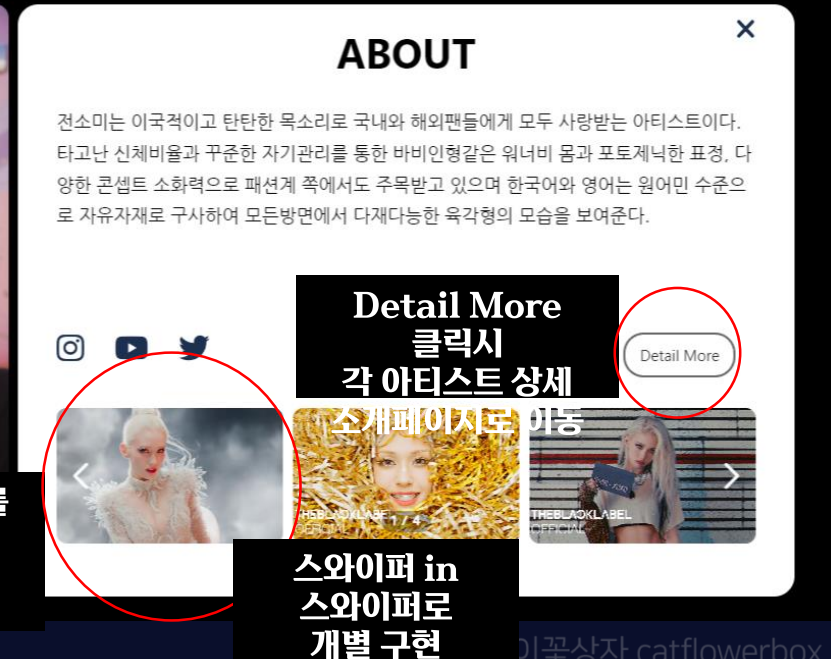 ABOUT
전소미는 이국적이고 탄탄한 목소리로 국내와 해외팬들에게 모두 사랑받는 아티스트이다.
타고난 신체비율과 꾸준한 자기관리를 통한 바비인형같은 워너비 몸과 포토제닉한 표정, 다
양한 콘셉트 소화력으로 패션계 쪽에서도 주목받고 있으며 한국어와 영어는 원어민 수준으
로 자유자재로 구사하여 모든방면에서 다재다능한 육각형의 모습을 보여준다.
Detail More
클릭시
각 아티스트 상세
소개페이지로 이동
Detail More
THEBLACKLABEL
OFFICIAL
1 / 4
THEBLACKLABEL
OFFICIAL
를
스와이퍼 in
스와이퍼로
개별 구현
이꽃상자 catflowerbox